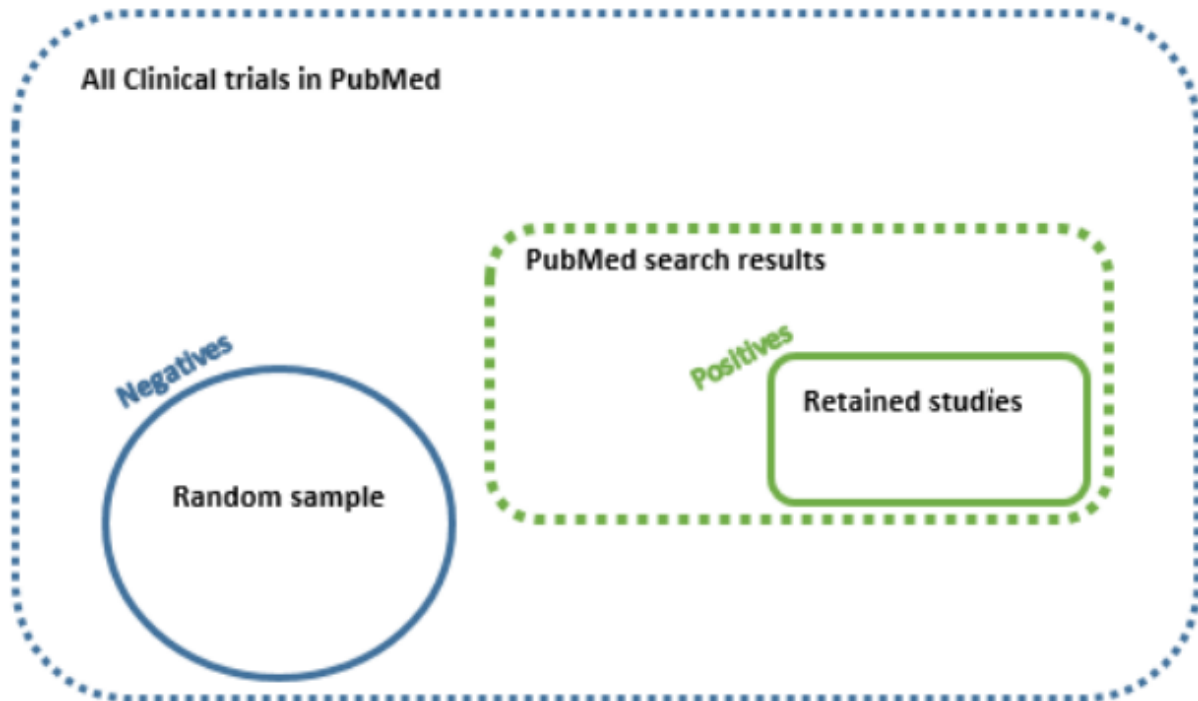 All Clinical trials in PubMed
PubMed search results
Positives
Retained studies
Negatives
Random sample